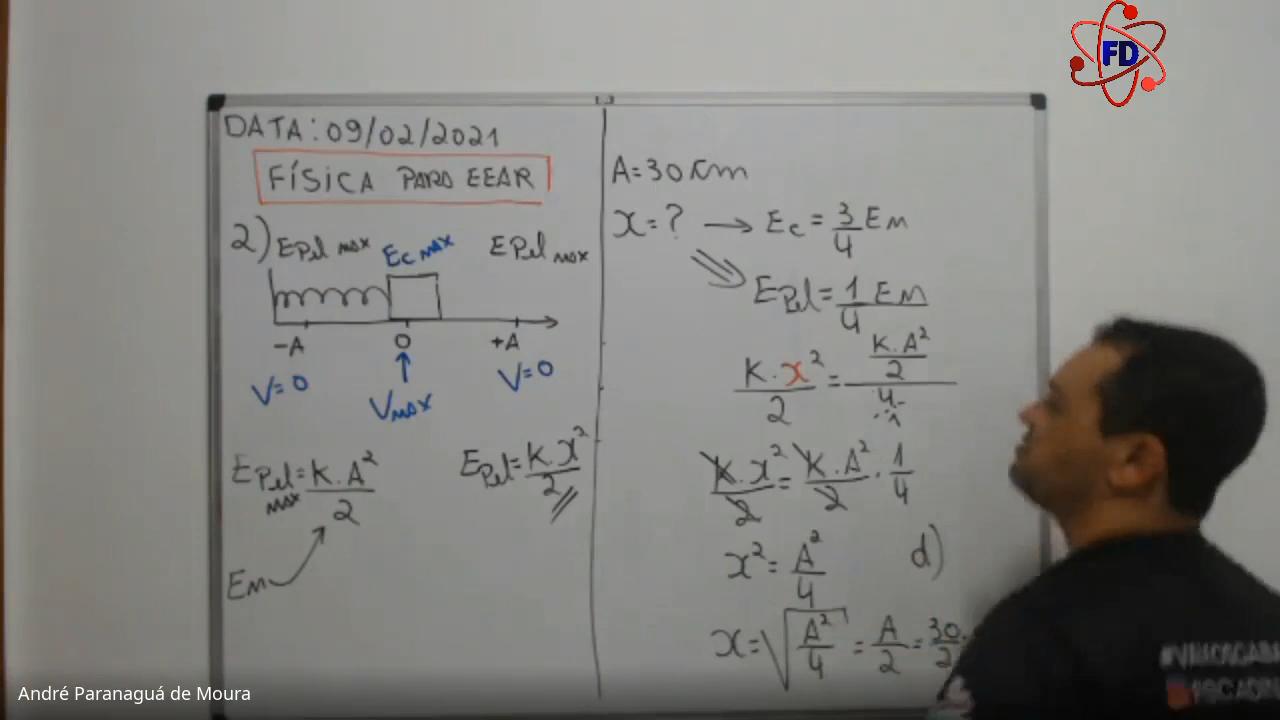 FD
DATA: 09/02/2021
FÍSICA PARA EEAR
2) EPel max Ec max EPel max
-A O +A
V=0 Vmax V=0
EPel max = K.A²/2
EPel = K.x²/2
Em
A=30cm
x=? → Ec = 3/4 Em
EPel = 1/4 Em
K.x²/2 = K.A²/2 / 4
K.x²/2 = K.A²/2 . 1/4
x² = A²/4 d)
x = √A²/4 = A/2 = 30/2
André Paranaguá de Moura